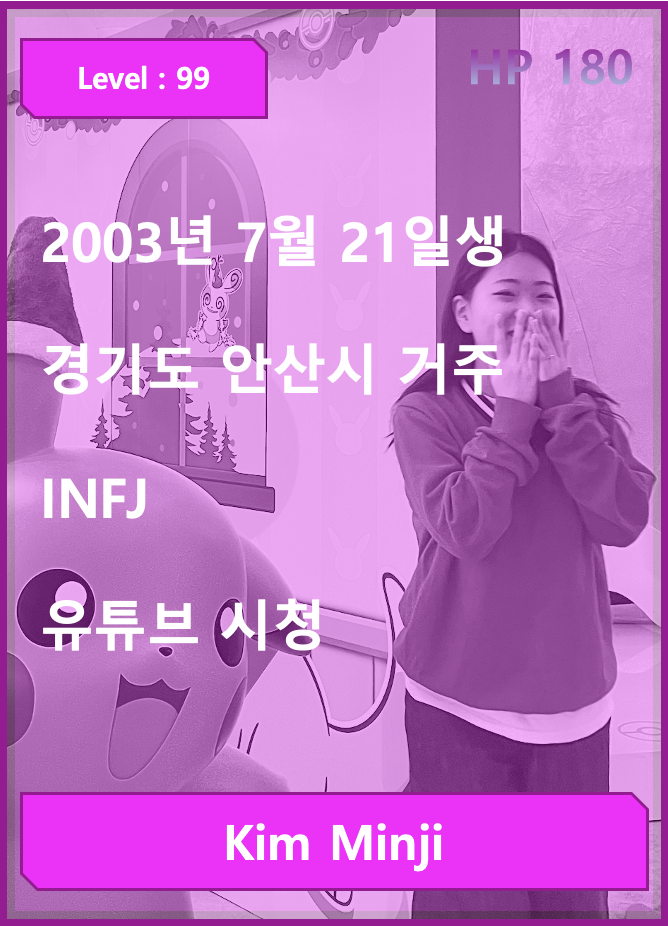 Level : 99
HP 180
2003년 7월 21일생
경기도 안산시 거주
INFJ
유튜브 시청
Kim Minji